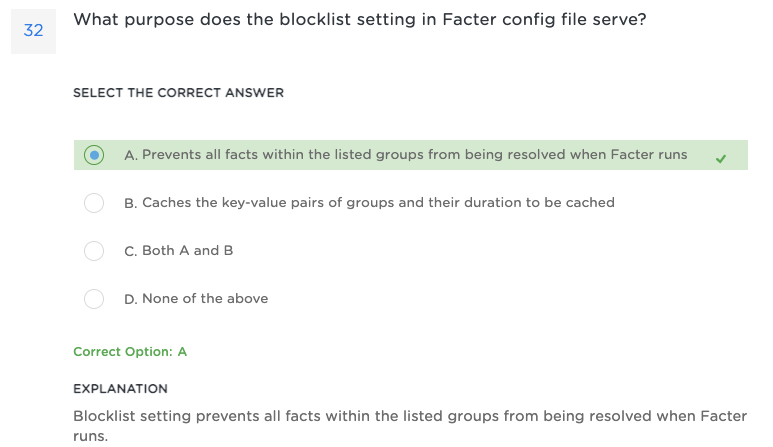 32
What purpose does the blocklist setting in Facter config file serve?
SELECT THE CORRECT ANSWER
A. Prevents all facts within the listed groups from being resolved when Facter runs
B. Caches the key-value pairs of groups and their duration to be cached
C. Both A and B
D. None of the above
Correct Option: A
EXPLANATION
Blocklist setting prevents all facts within the listed groups from being resolved when Facter
runs.